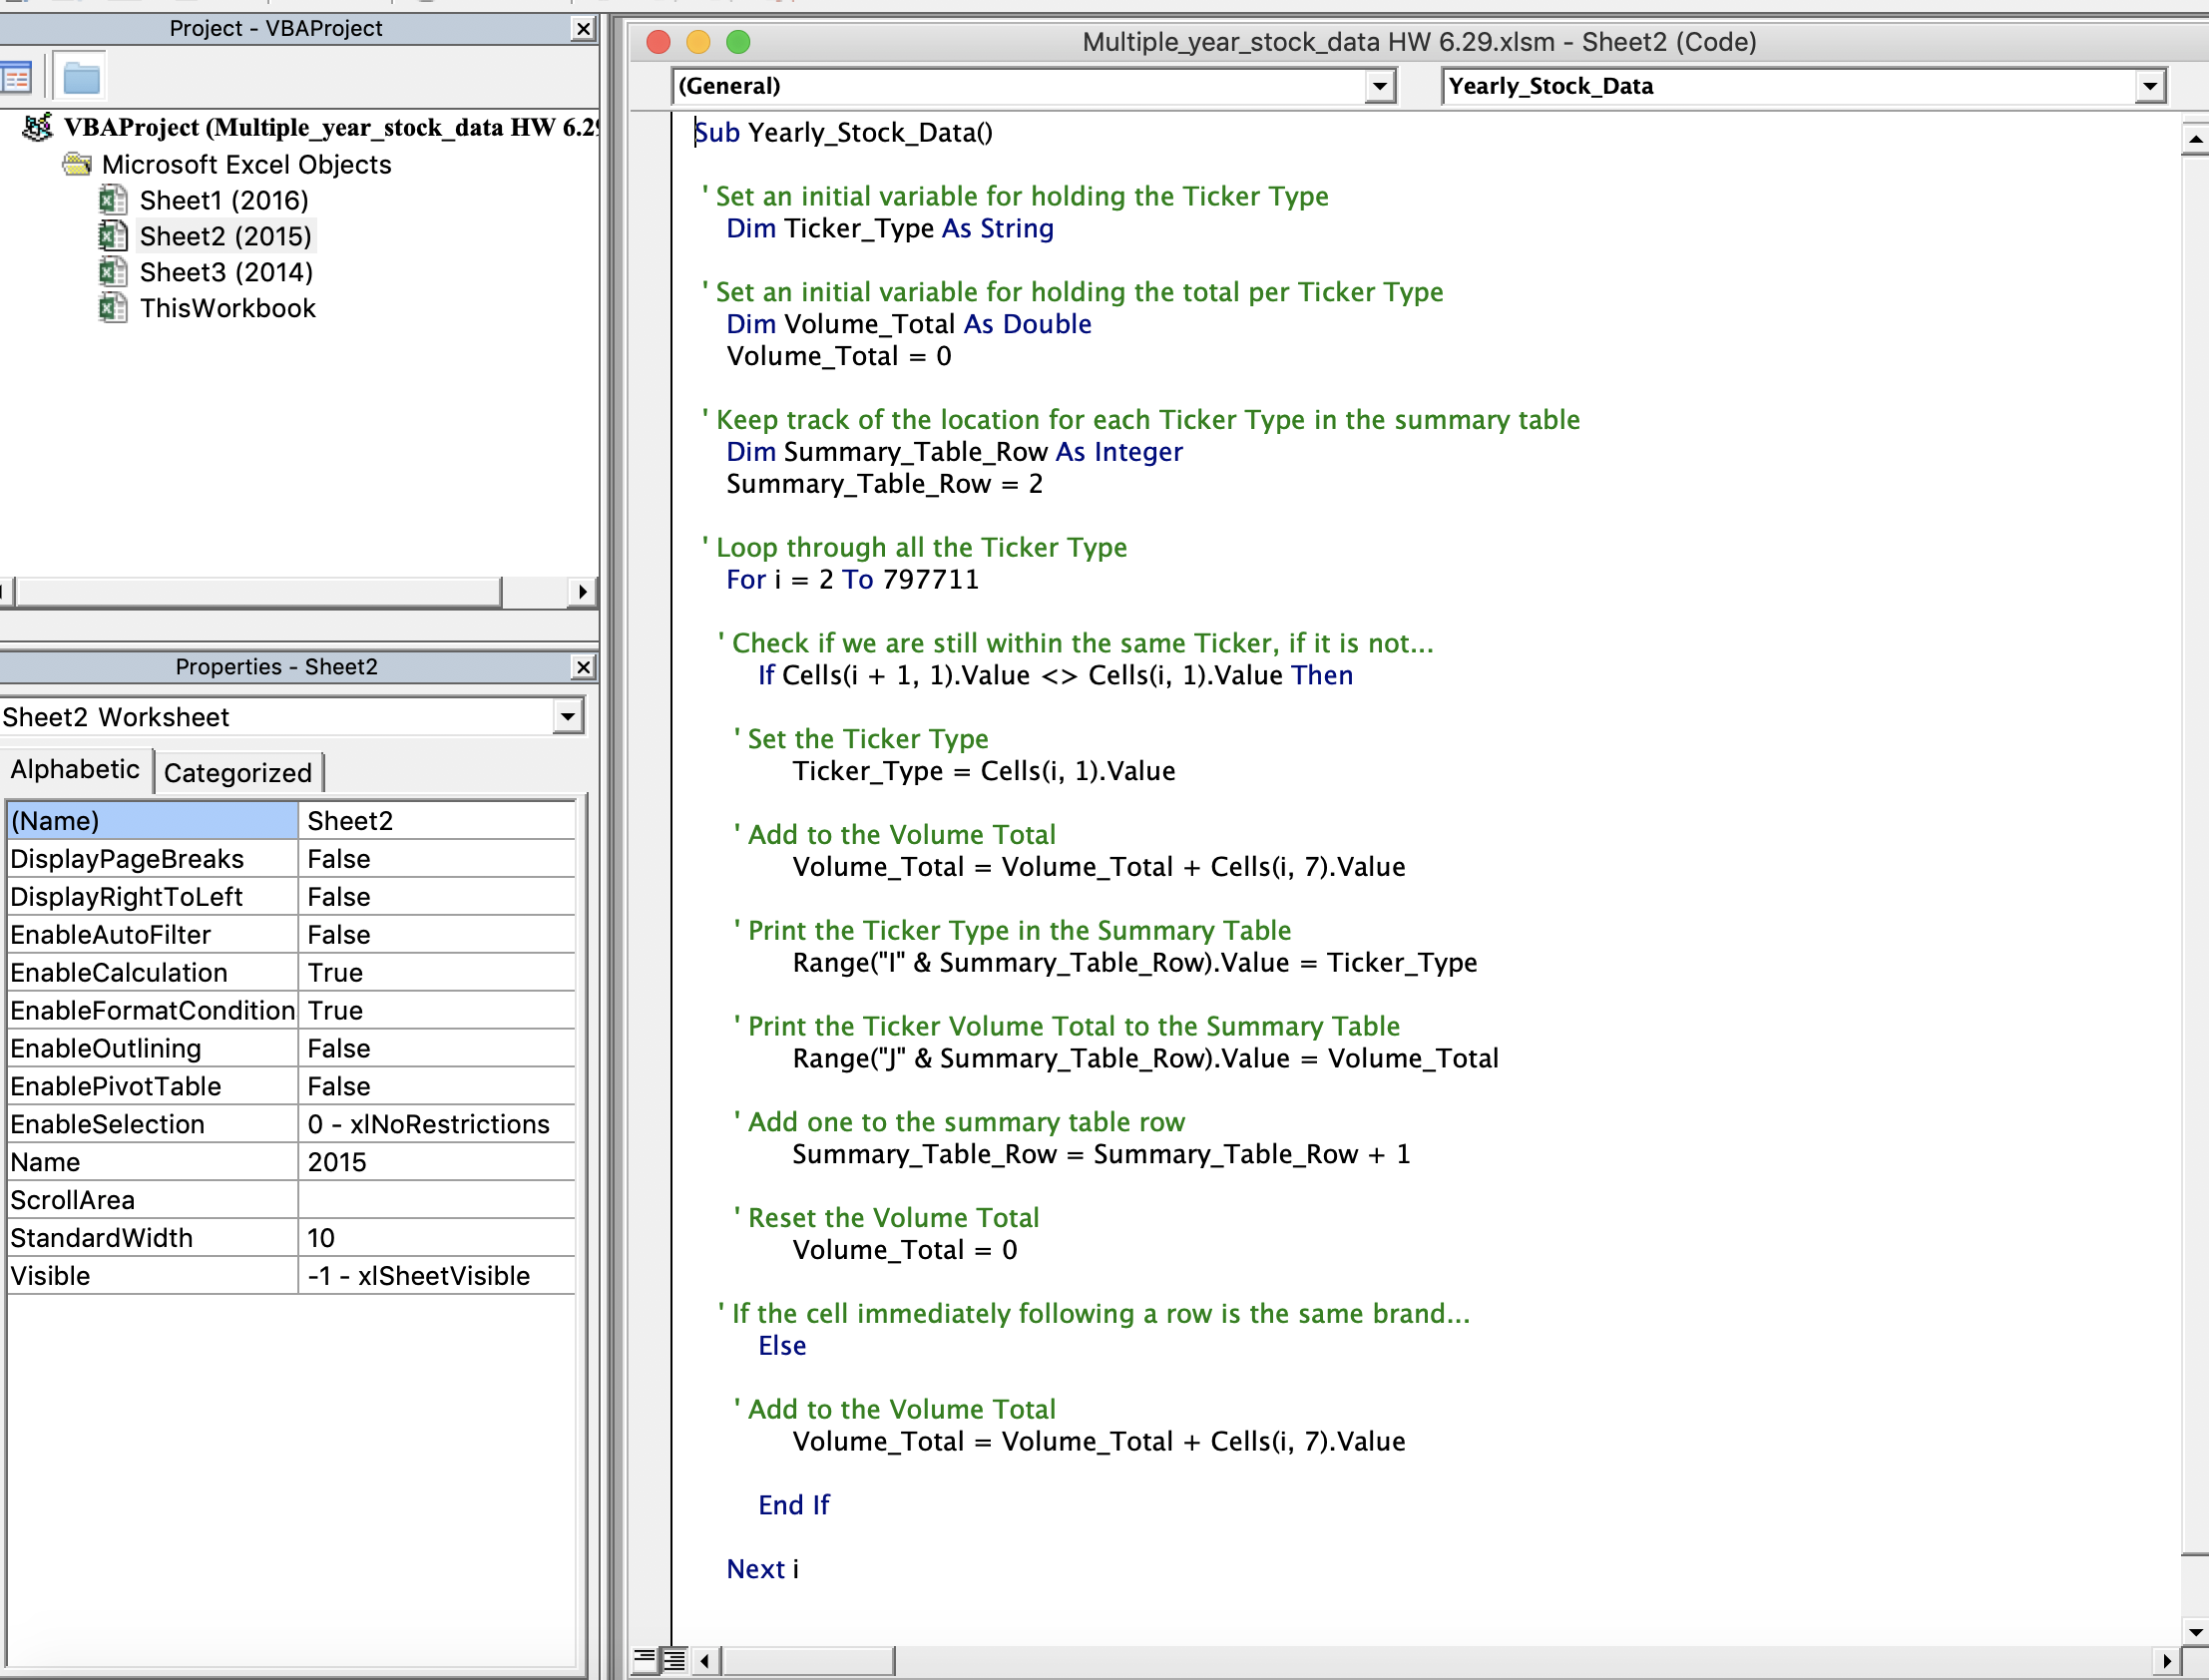 Project - VBAProject
VBAProject (Multiple_year_stock_data HW 6.29
Microsoft Excel Objects
Sheet1 (2016)
Sheet2 (2015)
Sheet3 (2014)
ThisWorkbook
Properties - Sheet2
Sheet2 Worksheet
Alphabetic Categorized
(Name) Sheet2
DisplayPageBreaks False
DisplayRightToLeft False
EnableAutoFilter False
EnableCalculation True
EnableFormatCondition True
EnableOutlining False
EnablePivotTable False
EnableSelection 0 - xlNoRestrictions
Name 2015
ScrollArea
StandardWidth 10
Visible -1 - xlSheetVisible
Multiple_year_stock_data HW 6.29.xlsm - Sheet2 (Code)
(General) Yearly_Stock_Data
Sub Yearly_Stock_Data()
' Set an initial variable for holding the Ticker Type
Dim Ticker_Type As String
' Set an initial variable for holding the total per Ticker Type
Dim Volume_Total As Double
Volume_Total = 0
' Keep track of the location for each Ticker Type in the summary table
Dim Summary_Table_Row As Integer
Summary_Table_Row = 2
' Loop through all the Ticker Type
For i = 2 To 797711
' Check if we are still within the same Ticker, if it is not...
If Cells(i + 1, 1).Value <> Cells(i, 1).Value Then
' Set the Ticker Type
Ticker_Type = Cells(i, 1).Value
' Add to the Volume Total
Volume_Total = Volume_Total + Cells(i, 7).Value
' Print the Ticker Type in the Summary Table
Range("I" & Summary_Table_Row).Value = Ticker_Type
' Print the Ticker Volume Total to the Summary Table
Range("J" & Summary_Table_Row).Value = Volume_Total
' Add one to the summary table row
Summary_Table_Row = Summary_Table_Row + 1
' Reset the Volume Total
Volume_Total = 0
' If the cell immediately following a row is the same brand...
Else
' Add to the Volume Total
Volume_Total = Volume_Total + Cells(i, 7).Value
End If
Next i